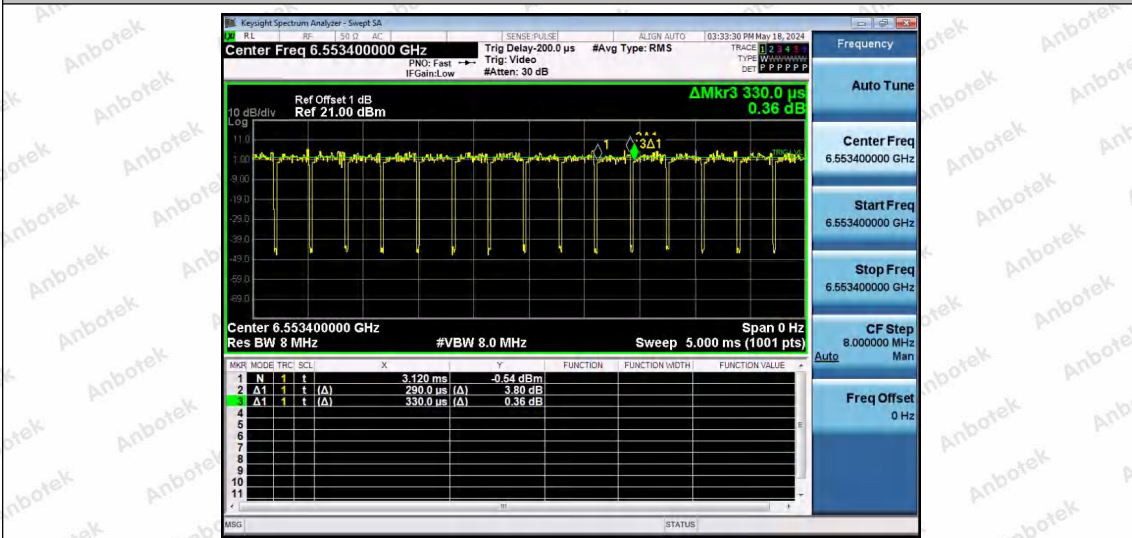 Keysight Spectrum Analyzer - Swept SA
RL RF 50 Ω AC SENSE:PULSE ALIGN AUTO 03:33:30 PM May 18, 2024
Center Freq 6.553400000 GHz
PNO: Fast
IFGain:Low
Trig Delay-200.0 µs
Trig: Video
#Atten: 30 dB
#Avg Type: RMS
TRACE 1 2 3 4 5 6
TYPE WWWWWW
DET P P P P P P
Frequency
Auto Tune
Center Freq
6.553400000 GHz
Start Freq
6.553400000 GHz
Stop Freq
6.553400000 GHz
CF Step
8.000000 MHz
Auto Man
Freq Offset
0 Hz
ΔMkr3 330.0 µs
0.36 dB
Ref Offset 1 dB
10 dB/div Ref 21.00 dBm
Log
11.0
1.00
-9.00
-19.0
-29.0
-39.0
-49.0
-59.0
-69.0
1
3Δ1
Center 6.553400000 GHz Span 0 Hz
Res BW 8 MHz #VBW 8.0 MHz Sweep 5.000 ms (1001 pts)
MKR MODE TRC SCL X Y FUNCTION FUNCTION WIDTH FUNCTION VALUE
1 N 1 t 3.120 ms -0.54 dBm
2 Δ1 1 t (Δ) 290.0 µs (Δ) 3.80 dB
3 Δ1 1 t (Δ) 330.0 µs (Δ) 0.36 dB
4
5
6
7
8
9
10
11
MSG STATUS
Anbotek